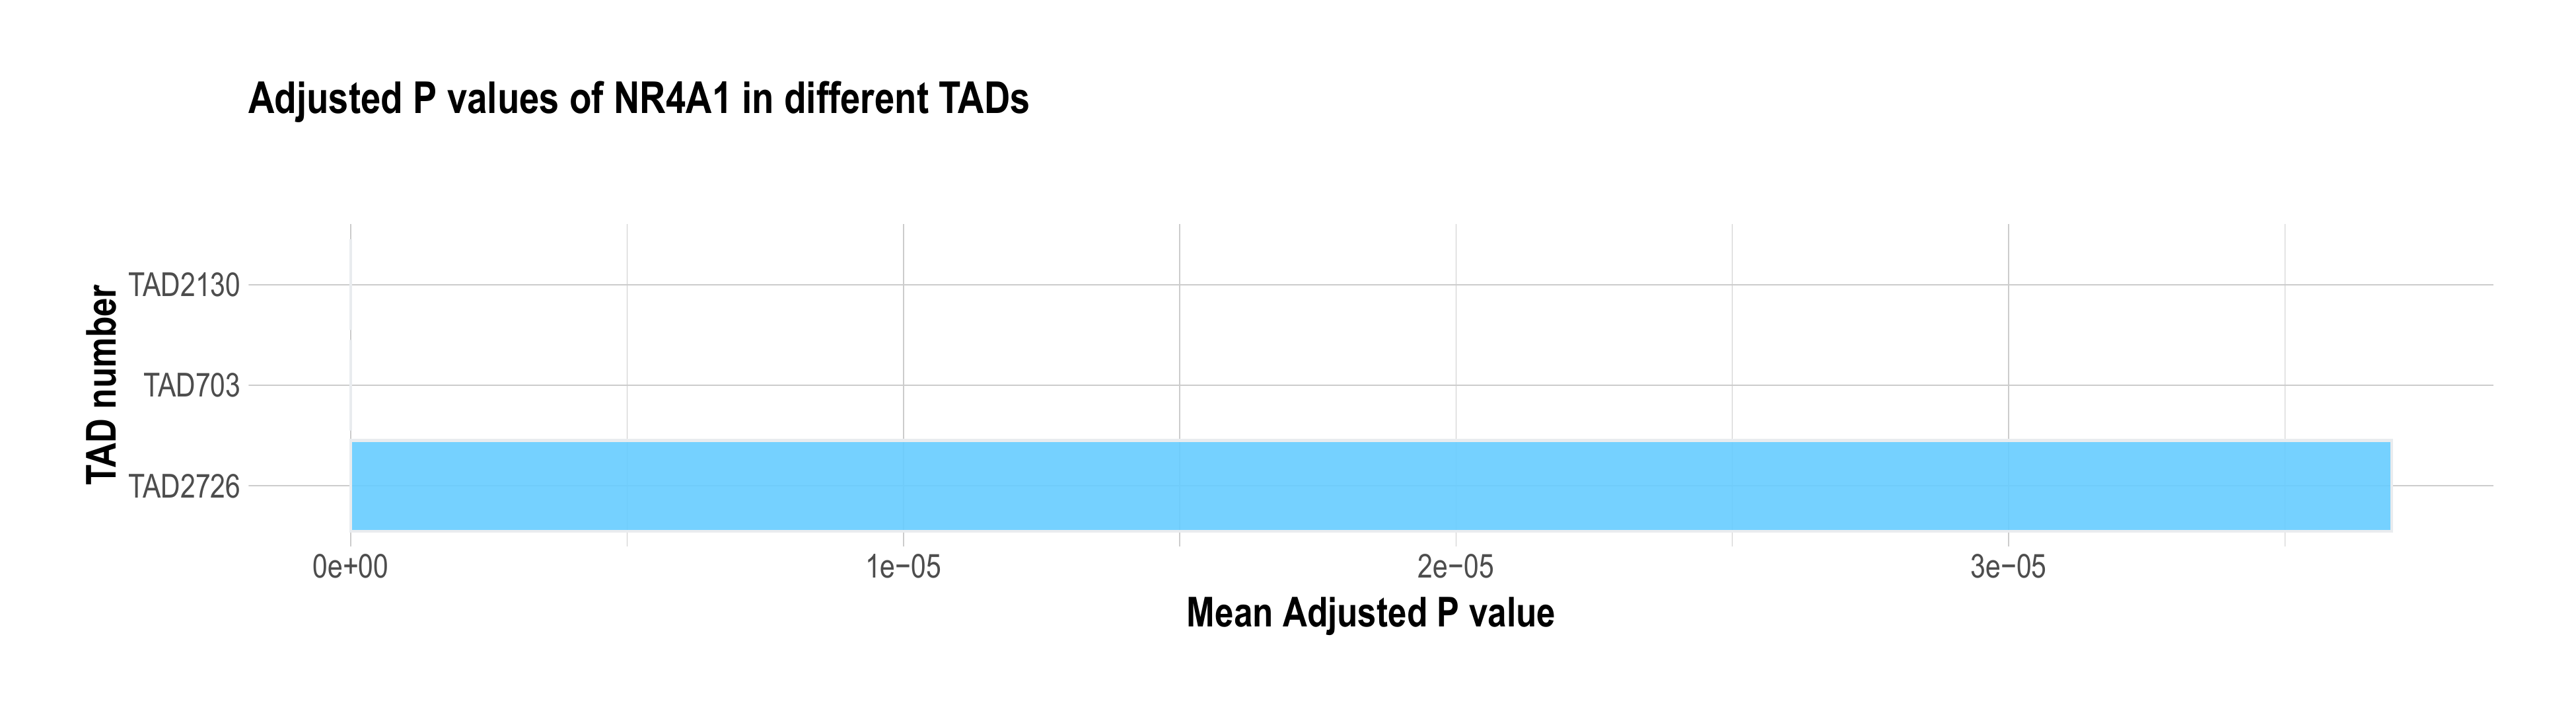 Adjusted P values of NR4A1 in different TADs
TAD number
TAD2130
TAD703
TAD2726
0e+00 1e−05 2e−05 3e−05
Mean Adjusted P value